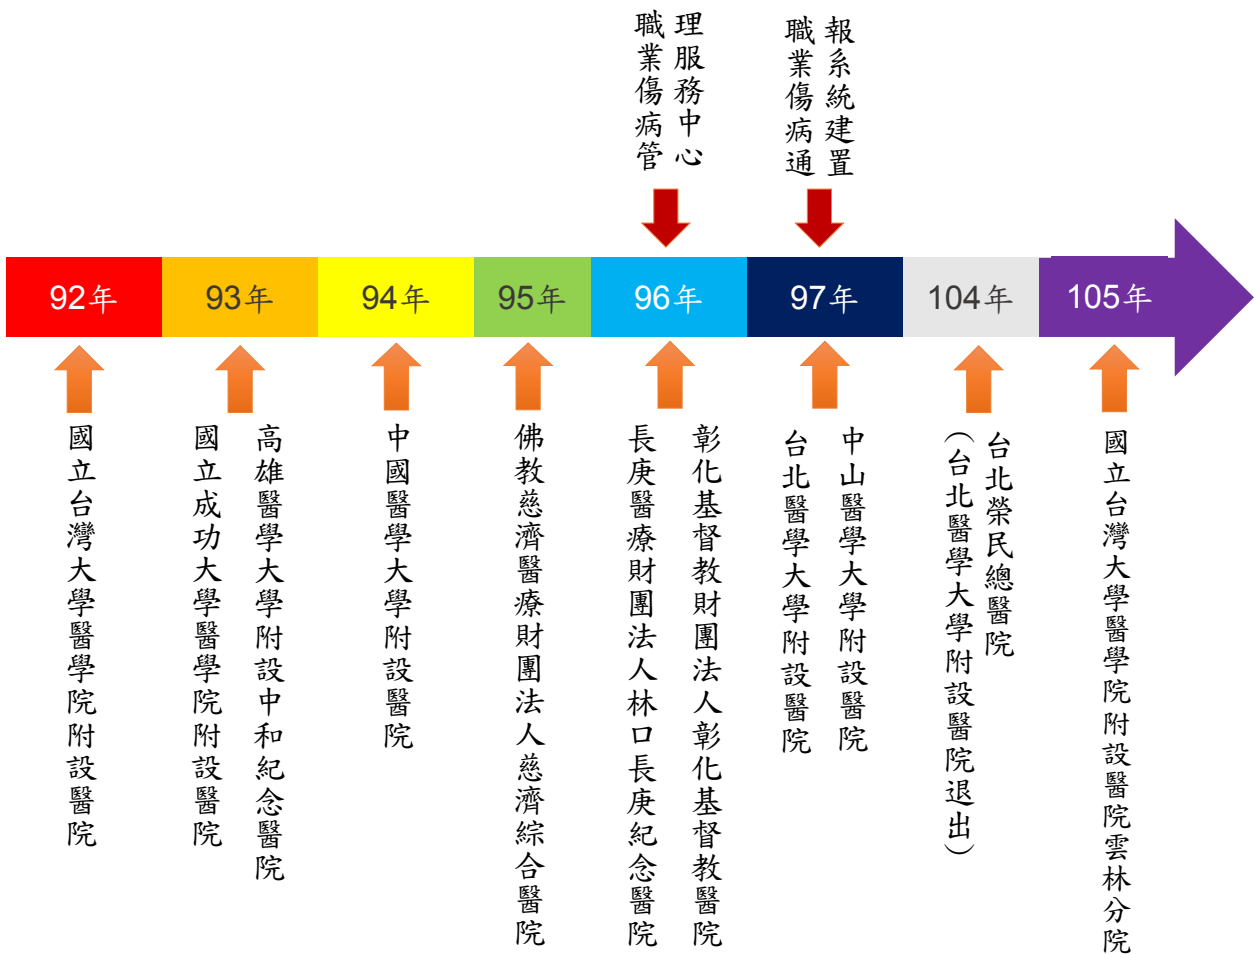 職業傷病管
理服務中心
職業傷病通
報系統建置
92年
93年
94年
95年
96年
97年
104年
105年
國立台灣大學醫學院附設醫院
國立成功大學醫學院附設醫院
高雄醫學大學附設中和紀念醫院
中國醫學大學附設醫院
佛教慈濟醫療財團法人慈濟綜合醫院
長庚醫療財團法人林口長庚紀念醫院
彰化基督教財團法人彰化基督教醫院
台北醫學大學附設醫院
中山醫學大學附設醫院
台北榮民總醫院
(台北醫學大學附設醫院退出)
國立台灣大學醫學院附設醫院雲林分院